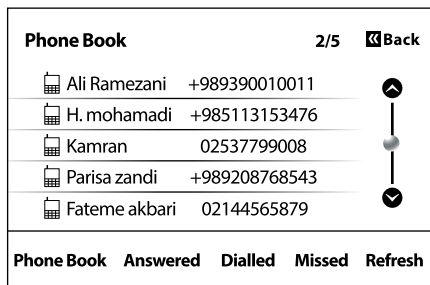 Phone Book 2/5 Back
Ali Ramezani +989390010011
H. mohamadi +985113153476
Kamran 02537799008
Parisa zandi +989208768543
Fateme akbari 02144565879
Phone Book Answered Dialled Missed Refresh